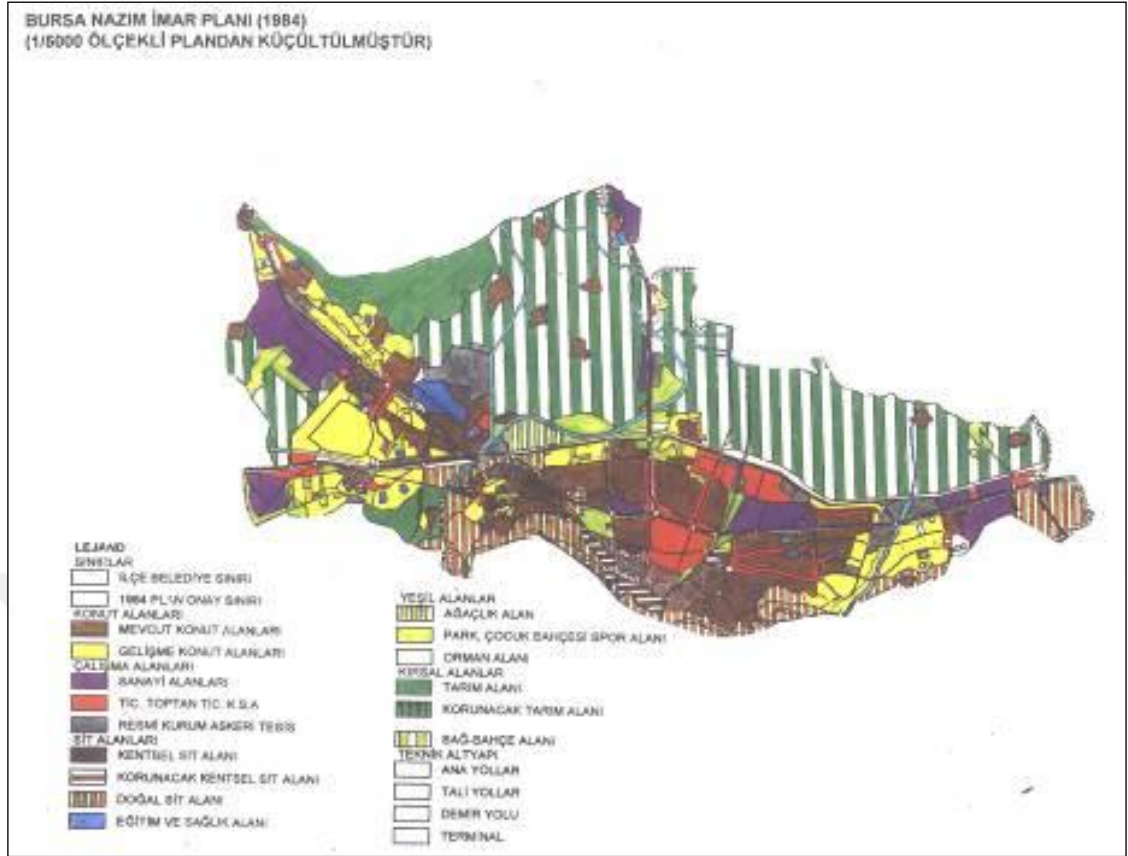 BURSA NAZIM İMAR PLANI (1984)
(1/5000 ÖLÇEKLİ PLANDAN KÜÇÜLTÜLMÜŞTÜR)
LEJAND
SINIRLAR
İLÇE BELEDİYE SINIRI
1984 PLAN ONAY SINIRI
KONUT ALANLARI
MEVCUT KONUT ALANLARI
GELİŞME KONUT ALANLARI
ÇALIŞMA ALANLARI
SANAYİ ALANLARI
TİC. TOPTAN TİC. K.S.A
RESMİ KURUM ASKERİ TESİS
SİT ALANLARI
KENTSEL SİT ALANI
KORUNACAK KENTSEL SİT ALANI
DOĞAL SİT ALANI
EĞİTİM VE SAĞLIK ALANI
YEŞİL ALANLAR
AĞAÇLIK ALAN
PARK, ÇOCUK BAHÇESİ SPOR ALANI
ORMAN ALANI
KIRSAL ALANLAR
TARIM ALANI
KORUNACAK TARIM ALANI
BAĞ-BAHÇE ALANI
TEKNİK ALTYAPI
ANA YOLLAR
TALİ YOLLAR
DEMİR YOLU
TERMİNAL